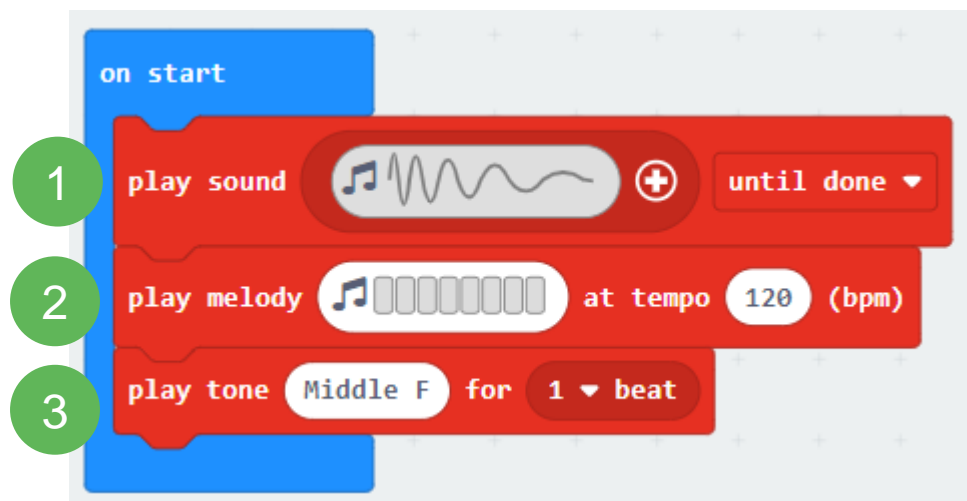 on start
1 play sound until done
2 play melody at tempo 120 (bpm)
3 play tone Middle F for 1 beat